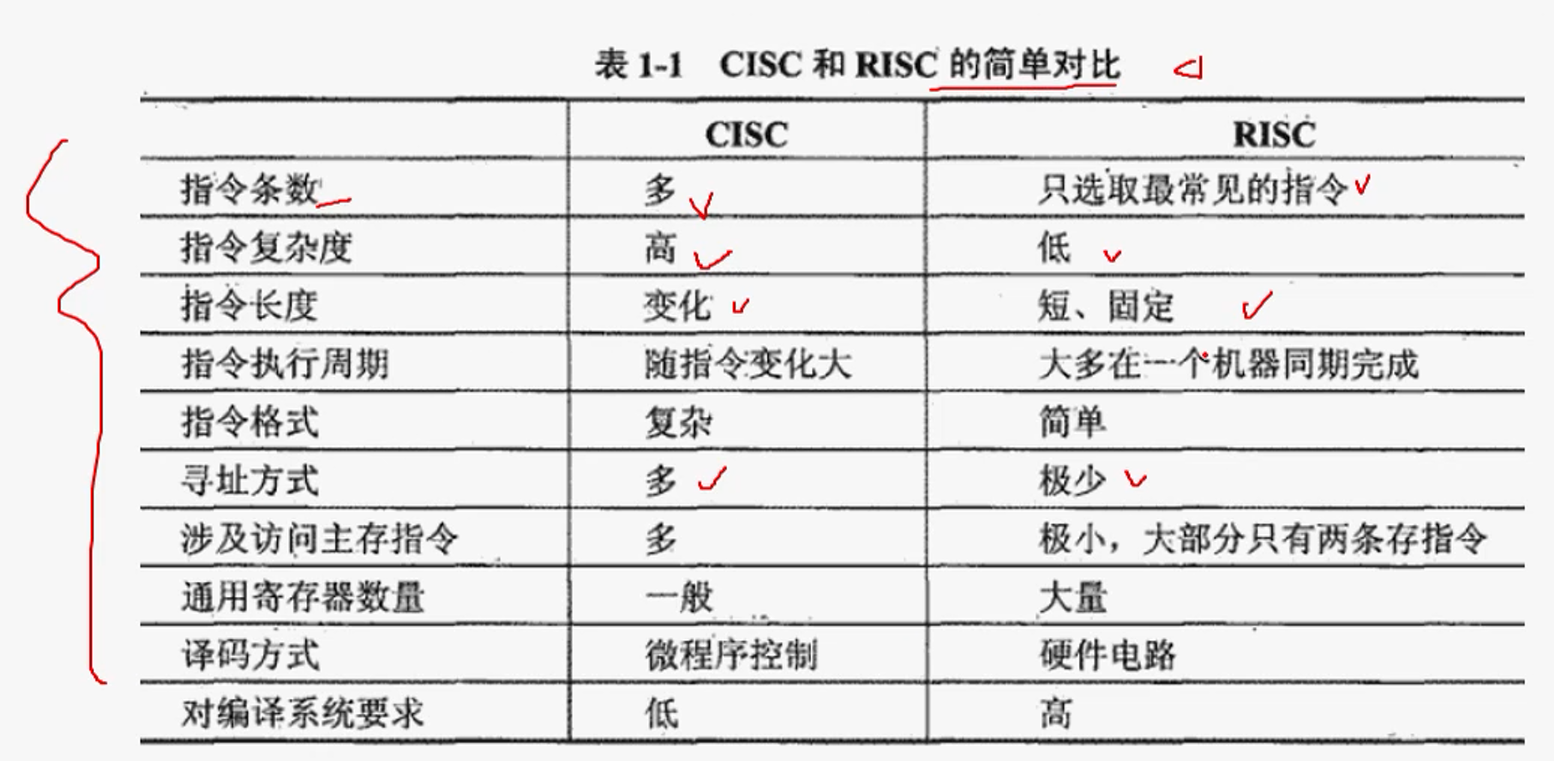 表 1-1 CISC 和 RISC 的简单对比
CISC RISC
指令条数 多 只选取最常见的指令
指令复杂度 高 低
指令长度 变化 短、固定
指令执行周期 随指令变化大 大多在一个机器同期完成
指令格式 复杂 简单
寻址方式 多 极少
涉及访问主存指令 多 极小，大部分只有两条存指令
通用寄存器数量 一般 大量
译码方式 微程序控制 硬件电路
对编译系统要求 低 高